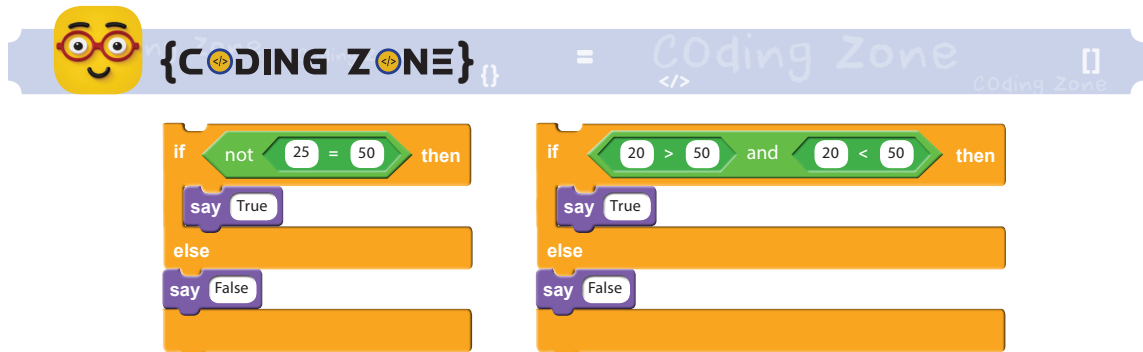 {CODING ZONE}
{}
=
</>
COding Zone
COding Zone
[]
if not 25 = 50 then
say True
else
say False
if 20 > 50 and 20 < 50 then
say True
else
say False